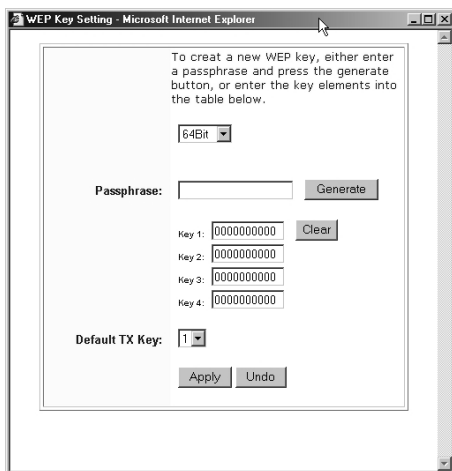 WEP Key Setting - Microsoft Internet Explorer
To creat a new WEP key, either enter
a passphrase and press the generate
button, or enter the key elements into
the table below.
64Bit
Passphrase: Generate
Key 1: 0000000000 Clear
Key 2: 0000000000
Key 3: 0000000000
Key 4: 0000000000
Default TX Key: 1
Apply Undo